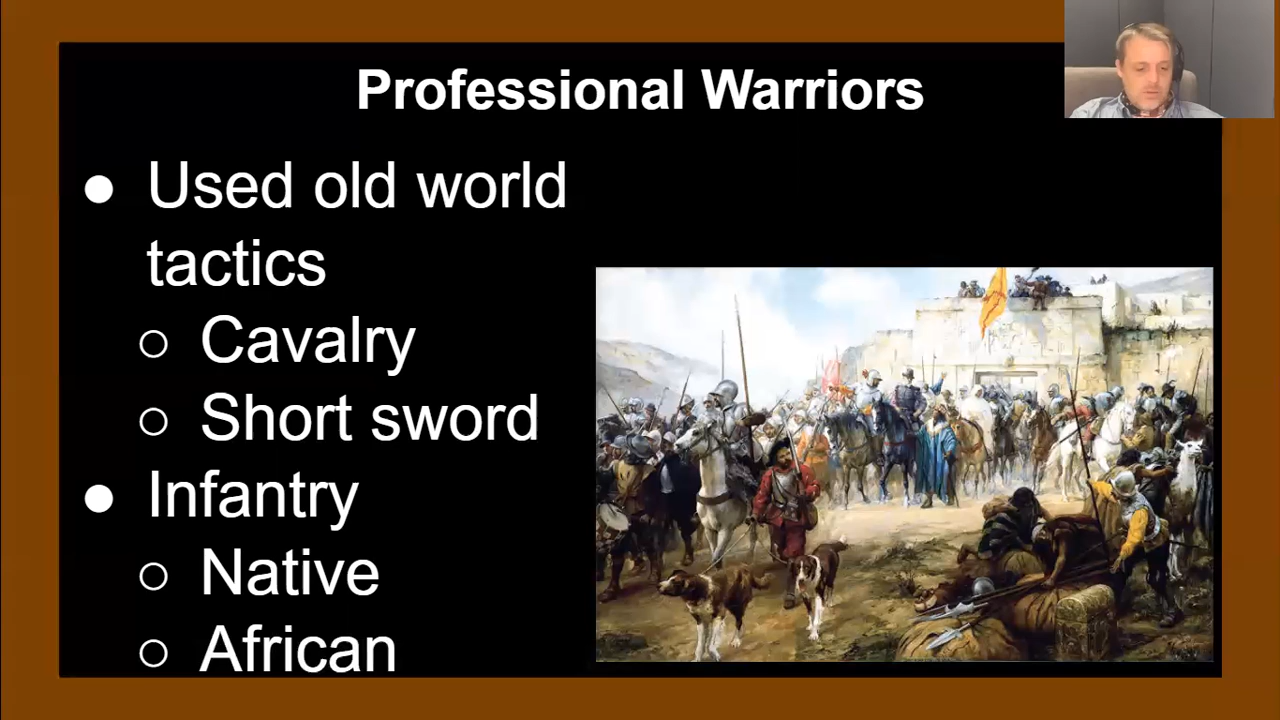 Professional Warriors
● Used old world
tactics
○ Cavalry
○ Short sword
● Infantry
○ Native
○ African